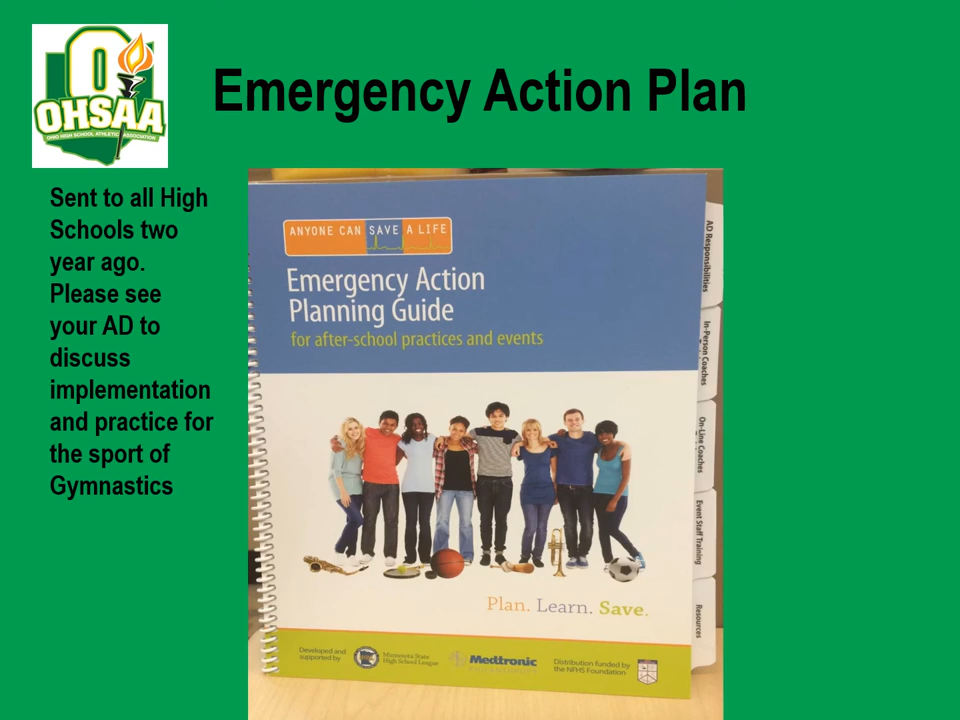 OHSAA
OHIO HIGH SCHOOL ATHLETIC ASSOCIATION
Emergency Action Plan
Sent to all High
Schools two
year ago.
Please see
your AD to
discuss
implementation
and practice for
the sport of
Gymnastics
ANYONE CAN SAVE A LIFE
Emergency Action
Planning Guide
for after-school practices and events
AD Responsibilities
In-Person Coaches
On-Line Coaches
Event Staff Training
Resources
Plan. Learn. Save.
Developed and
supported by
Minnesota State
High School League
Medtronic
Distribution funded by
the NFHS Foundation